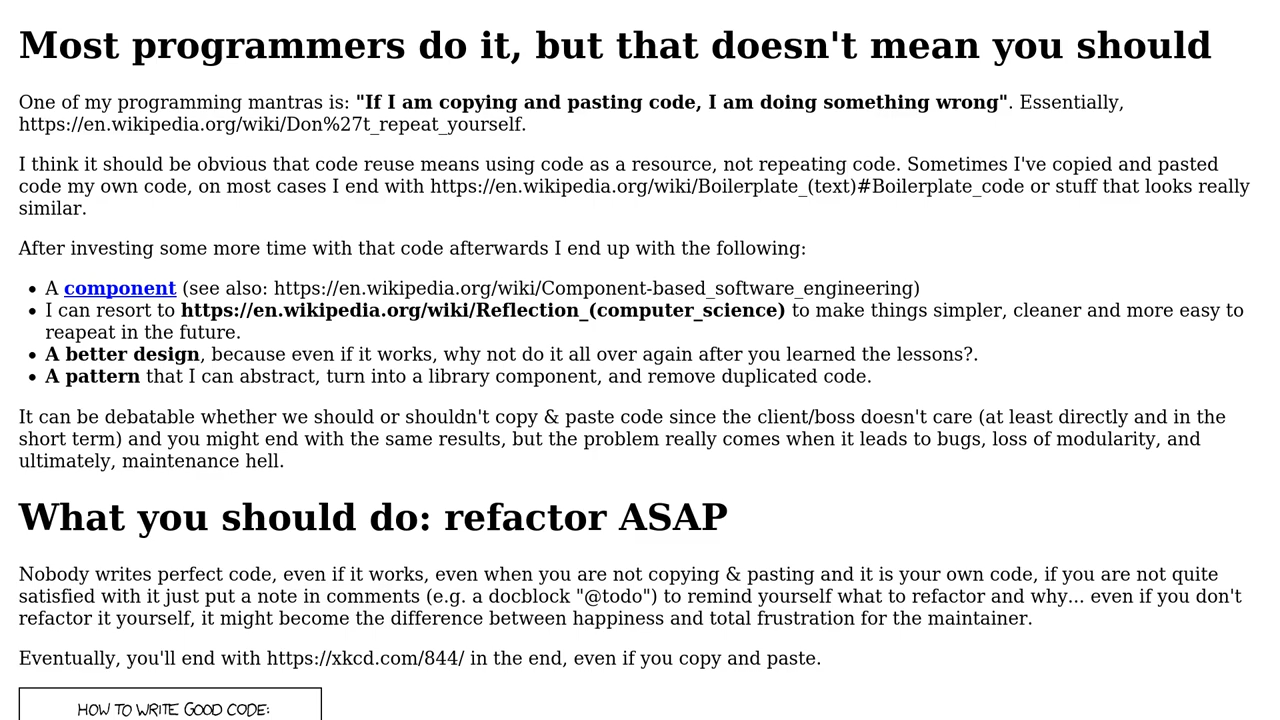 Most programmers do it, but that doesn't mean you should
One of my programming mantras is: "If I am copying and pasting code, I am doing something wrong". Essentially,
https://en.wikipedia.org/wiki/Don%27t_repeat_yourself.
I think it should be obvious that code reuse means using code as a resource, not repeating code. Sometimes I've copied and pasted
code my own code, on most cases I end with https://en.wikipedia.org/wiki/Boilerplate_(text)#Boilerplate_code or stuff that looks really
similar.
After investing some more time with that code afterwards I end up with the following:
• A component (see also: https://en.wikipedia.org/wiki/Component-based_software_engineering)
• I can resort to https://en.wikipedia.org/wiki/Reflection_(computer_science) to make things simpler, cleaner and more easy to
reapeat in the future.
• A better design, because even if it works, why not do it all over again after you learned the lessons?.
• A pattern that I can abstract, turn into a library component, and remove duplicated code.
It can be debatable whether we should or shouldn't copy & paste code since the client/boss doesn't care (at least directly and in the
short term) and you might end with the same results, but the problem really comes when it leads to bugs, loss of modularity, and
ultimately, maintenance hell.
What you should do: refactor ASAP
Nobody writes perfect code, even if it works, even when you are not copying & pasting and it is your own code, if you are not quite
satisfied with it just put a note in comments (e.g. a docblock "@todo") to remind yourself what to refactor and why... even if you don't
refactor it yourself, it might become the difference between happiness and total frustration for the maintainer.
Eventually, you'll end with https://xkcd.com/844/ in the end, even if you copy and paste.
HOW TO WRITE GOOD CODE: